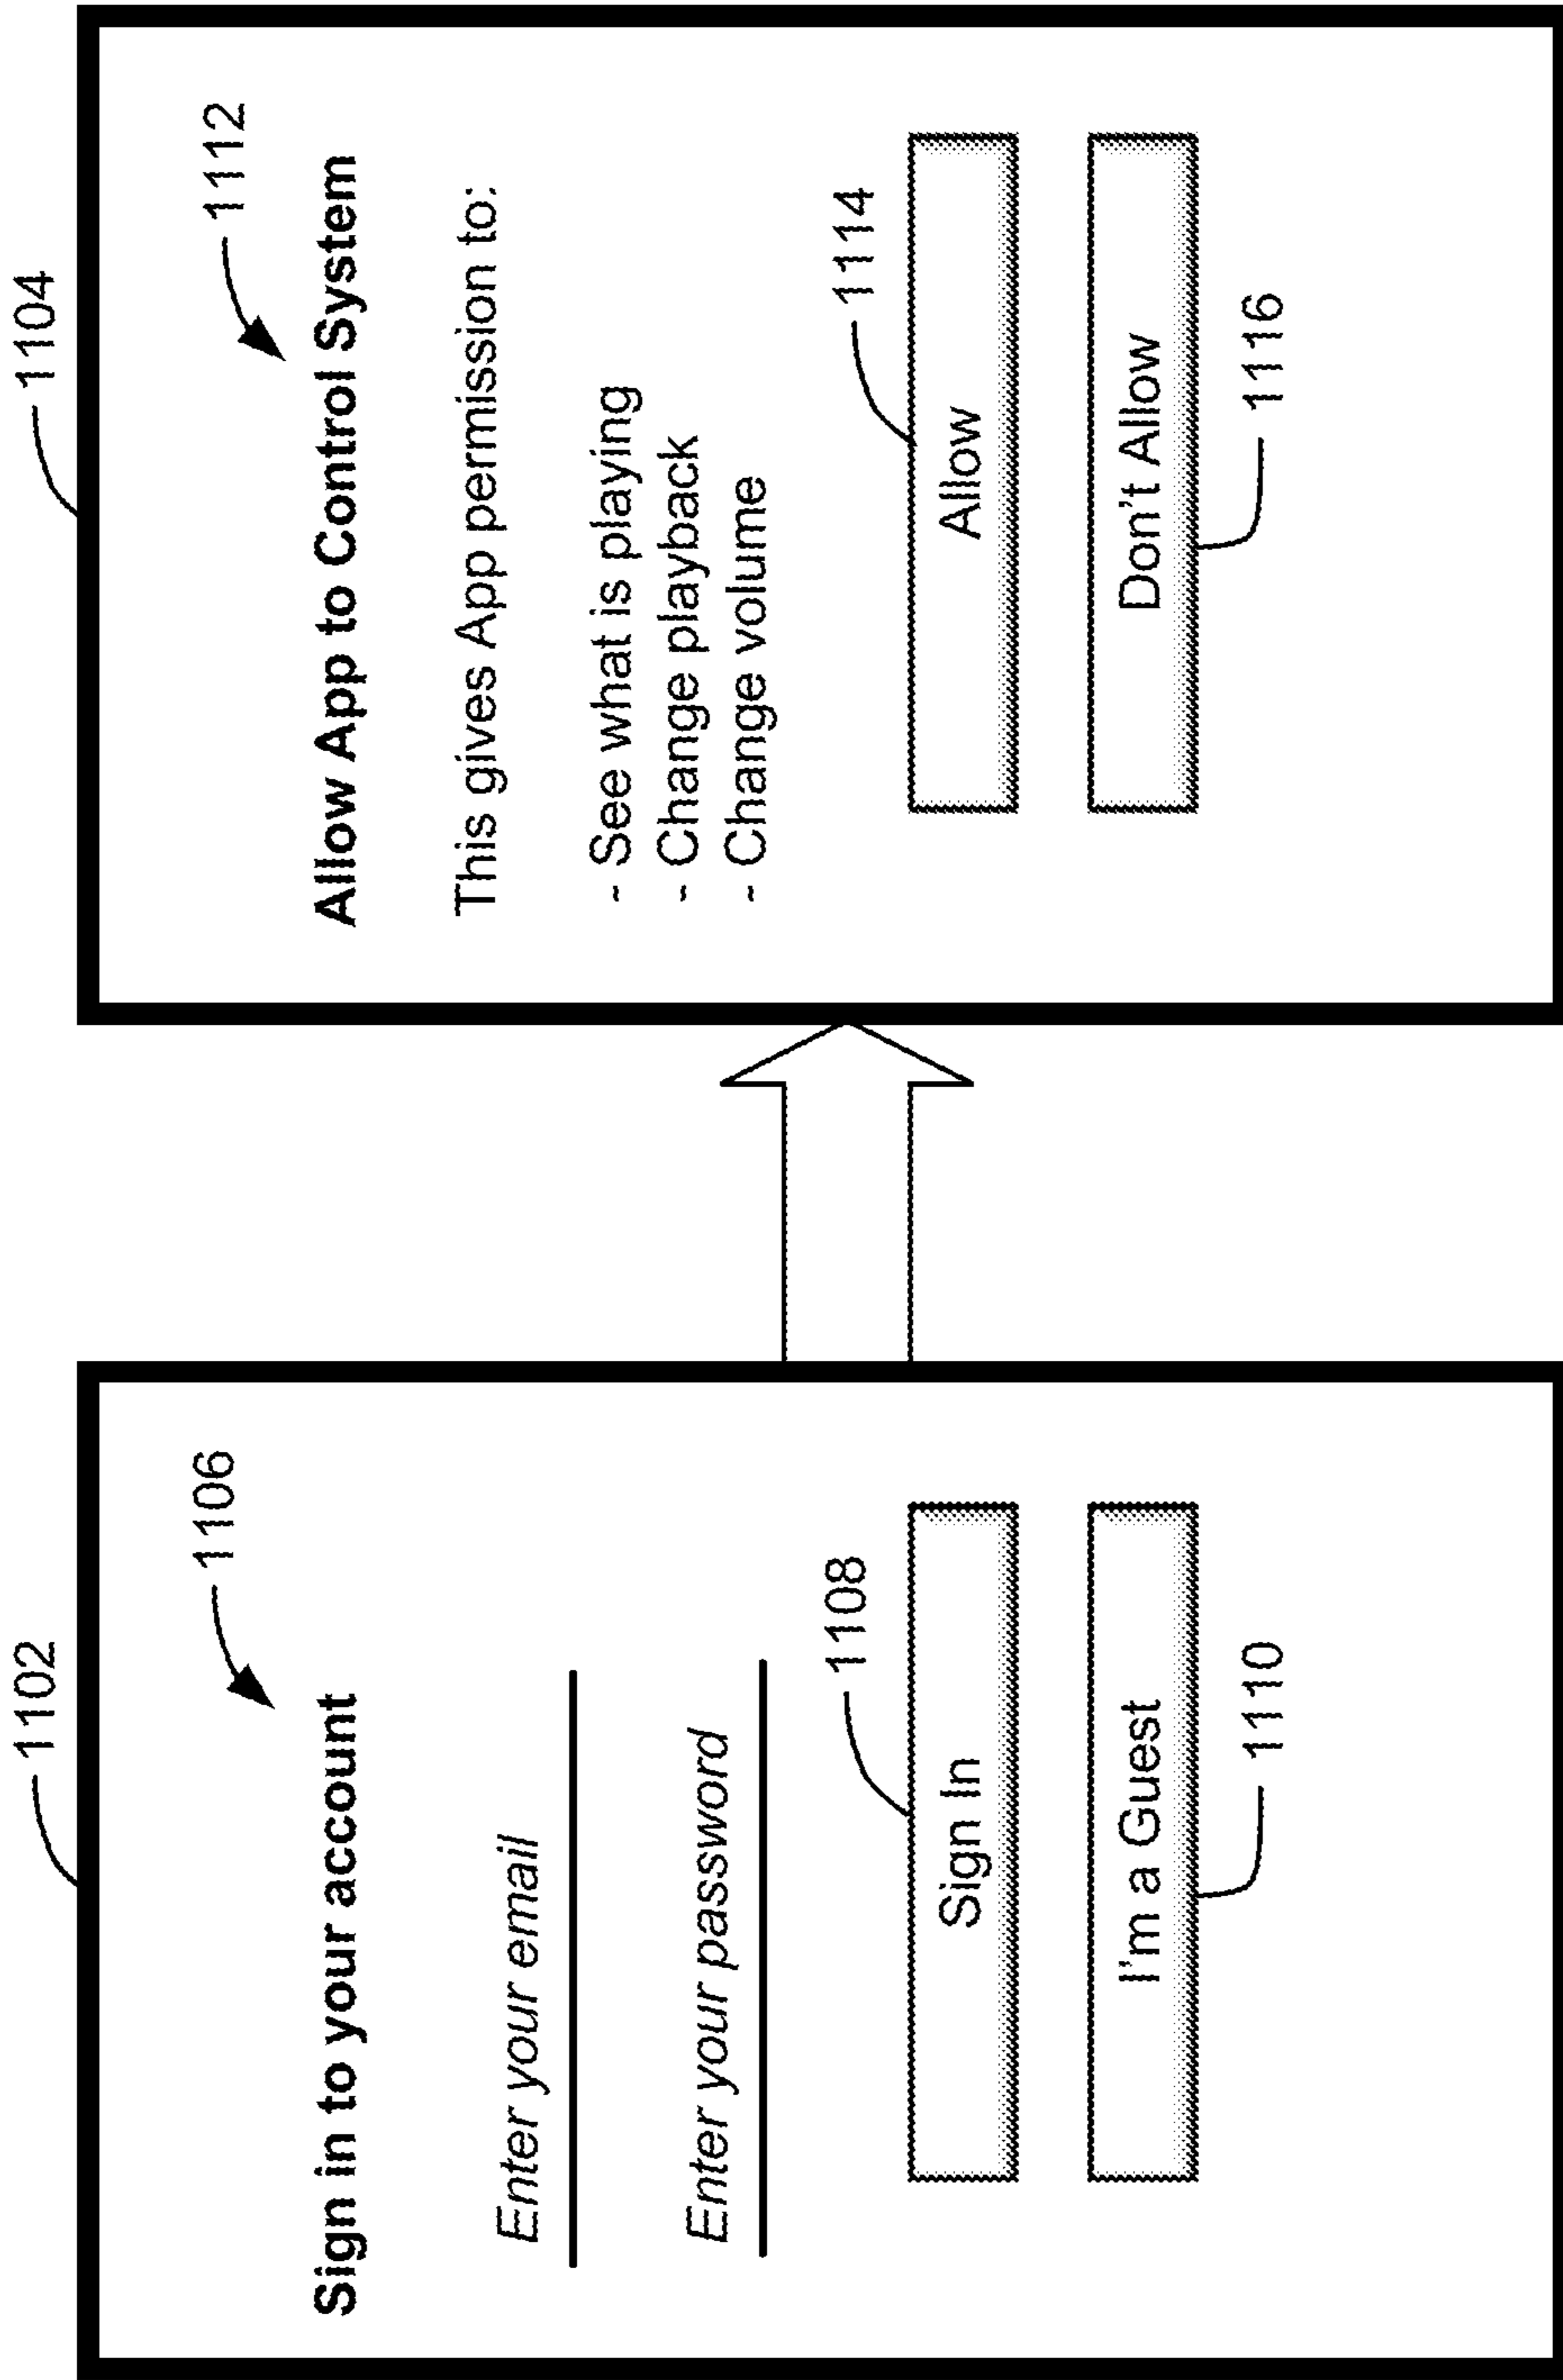 1102
1106
Sign in to your account
Enter your email
Enter your password
1108
Sign In
I'm a Guest
1110
1104
1112
Allow App to Control System
This gives App permission to:
- See what is playing
- Change playback
- Change volume
1114
Allow
Don't Allow
1116